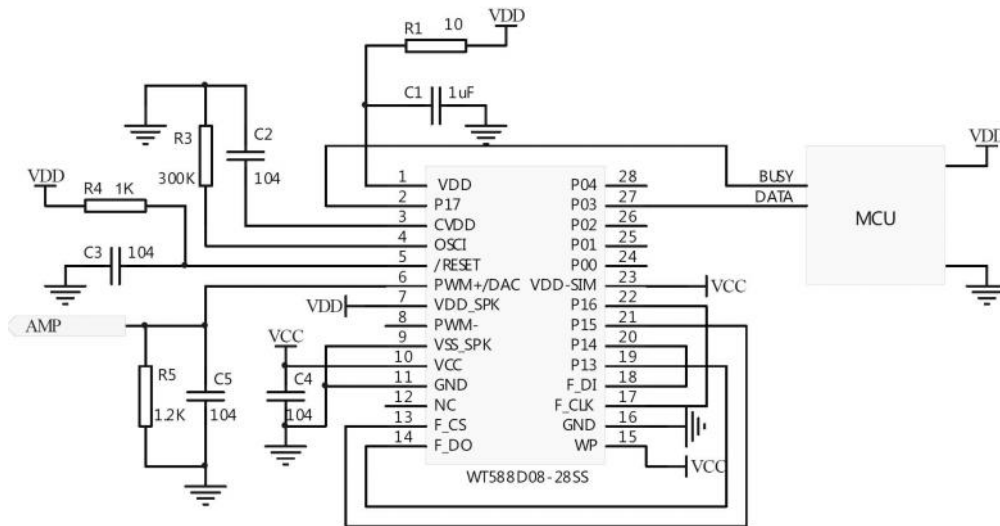 VDD
R1 10
C1 1uF
R3 300K
C2 104
VDD
R4 1K
C3 104
AMP
R5 1.2K
C5 104
VDD
VCC
C4 104
1 VDD
2 P17
3 CVDD
4 OSCI
5 /RESET
6 PWM+/DAC
7 VDD_SPK
8 PWM-
9 VSS_SPK
10 VCC
11 GND
12 NC
13 F_CS
14 F_DO
P04 28
P03 27
P02 26
P01 25
P00 24
VDD-SIM 23
P16 22
P15 21
P14 20
P13 19
F_DI 18
F_CLK 17
GND 16
WP 15
WT588D08-28SS
VCC
VCC
BUSY
DATA
MCU
VDD